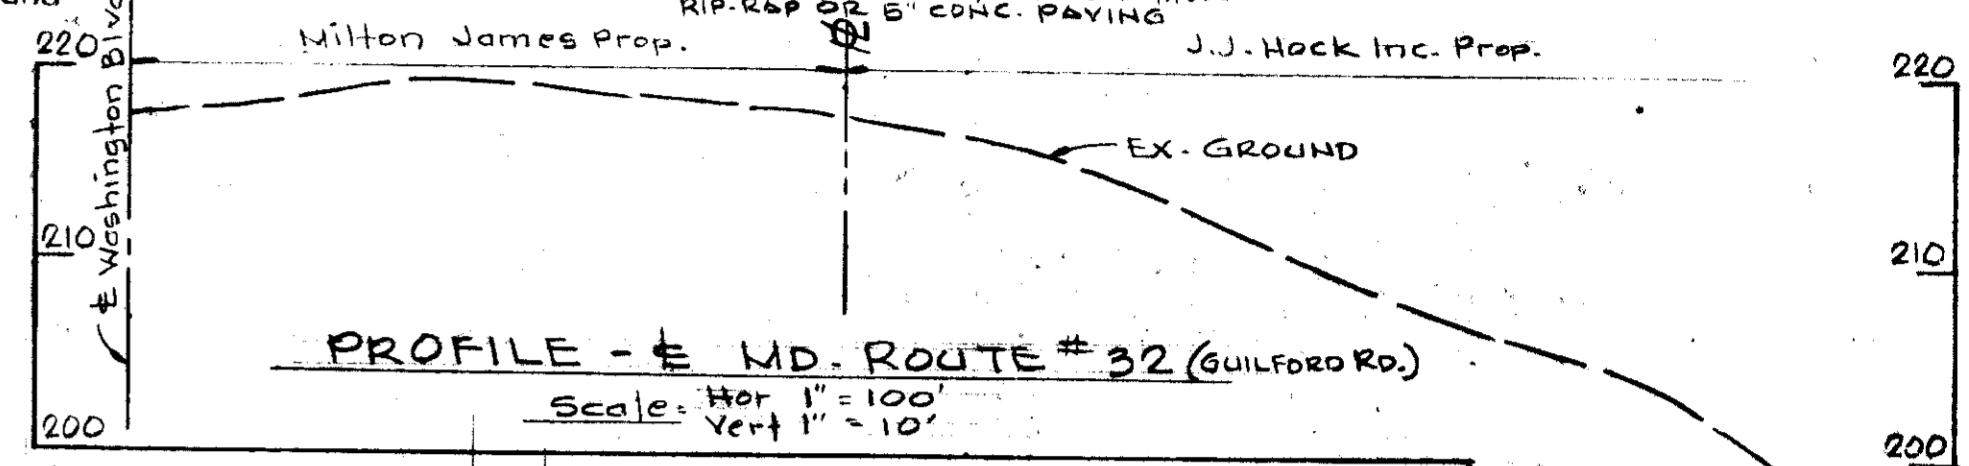 RIP-RAP OR 5" CONC. PAVING
220
Milton James Prop.
J.J. Hock Inc. Prop.
220
EX. GROUND
℄ Washington Blvd
210
210
PROFILE - ℄ MD. ROUTE #32 (GUILFORD RD.)
Scale: Hor 1" = 100'
Vert 1" = 10'
200
200